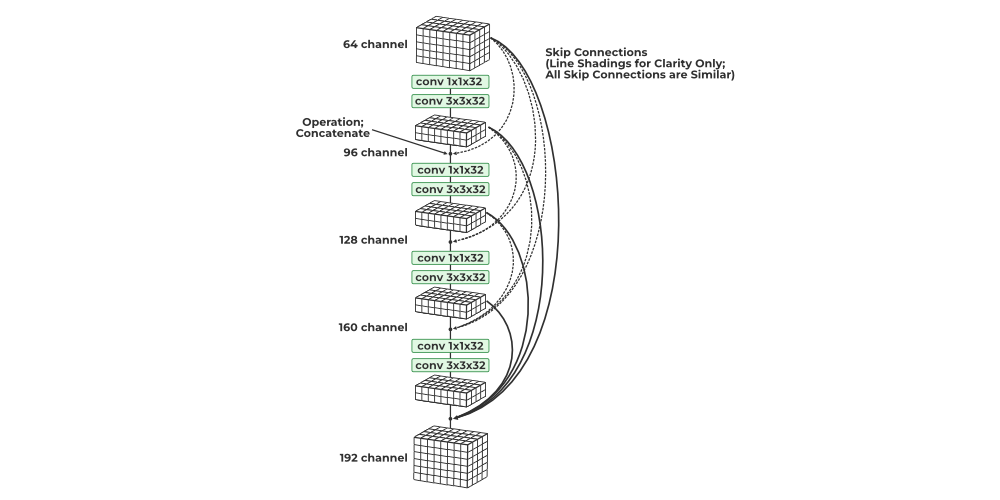 64 channel
Skip Connections
(Line Shadings for Clarity Only;
All Skip Connections are Similar)
conv 1x1x32
conv 3x3x32
Operation;
Concatenate
96 channel
conv 1x1x32
conv 3x3x32
128 channel
conv 1x1x32
conv 3x3x32
160 channel
conv 1x1x32
conv 3x3x32
192 channel